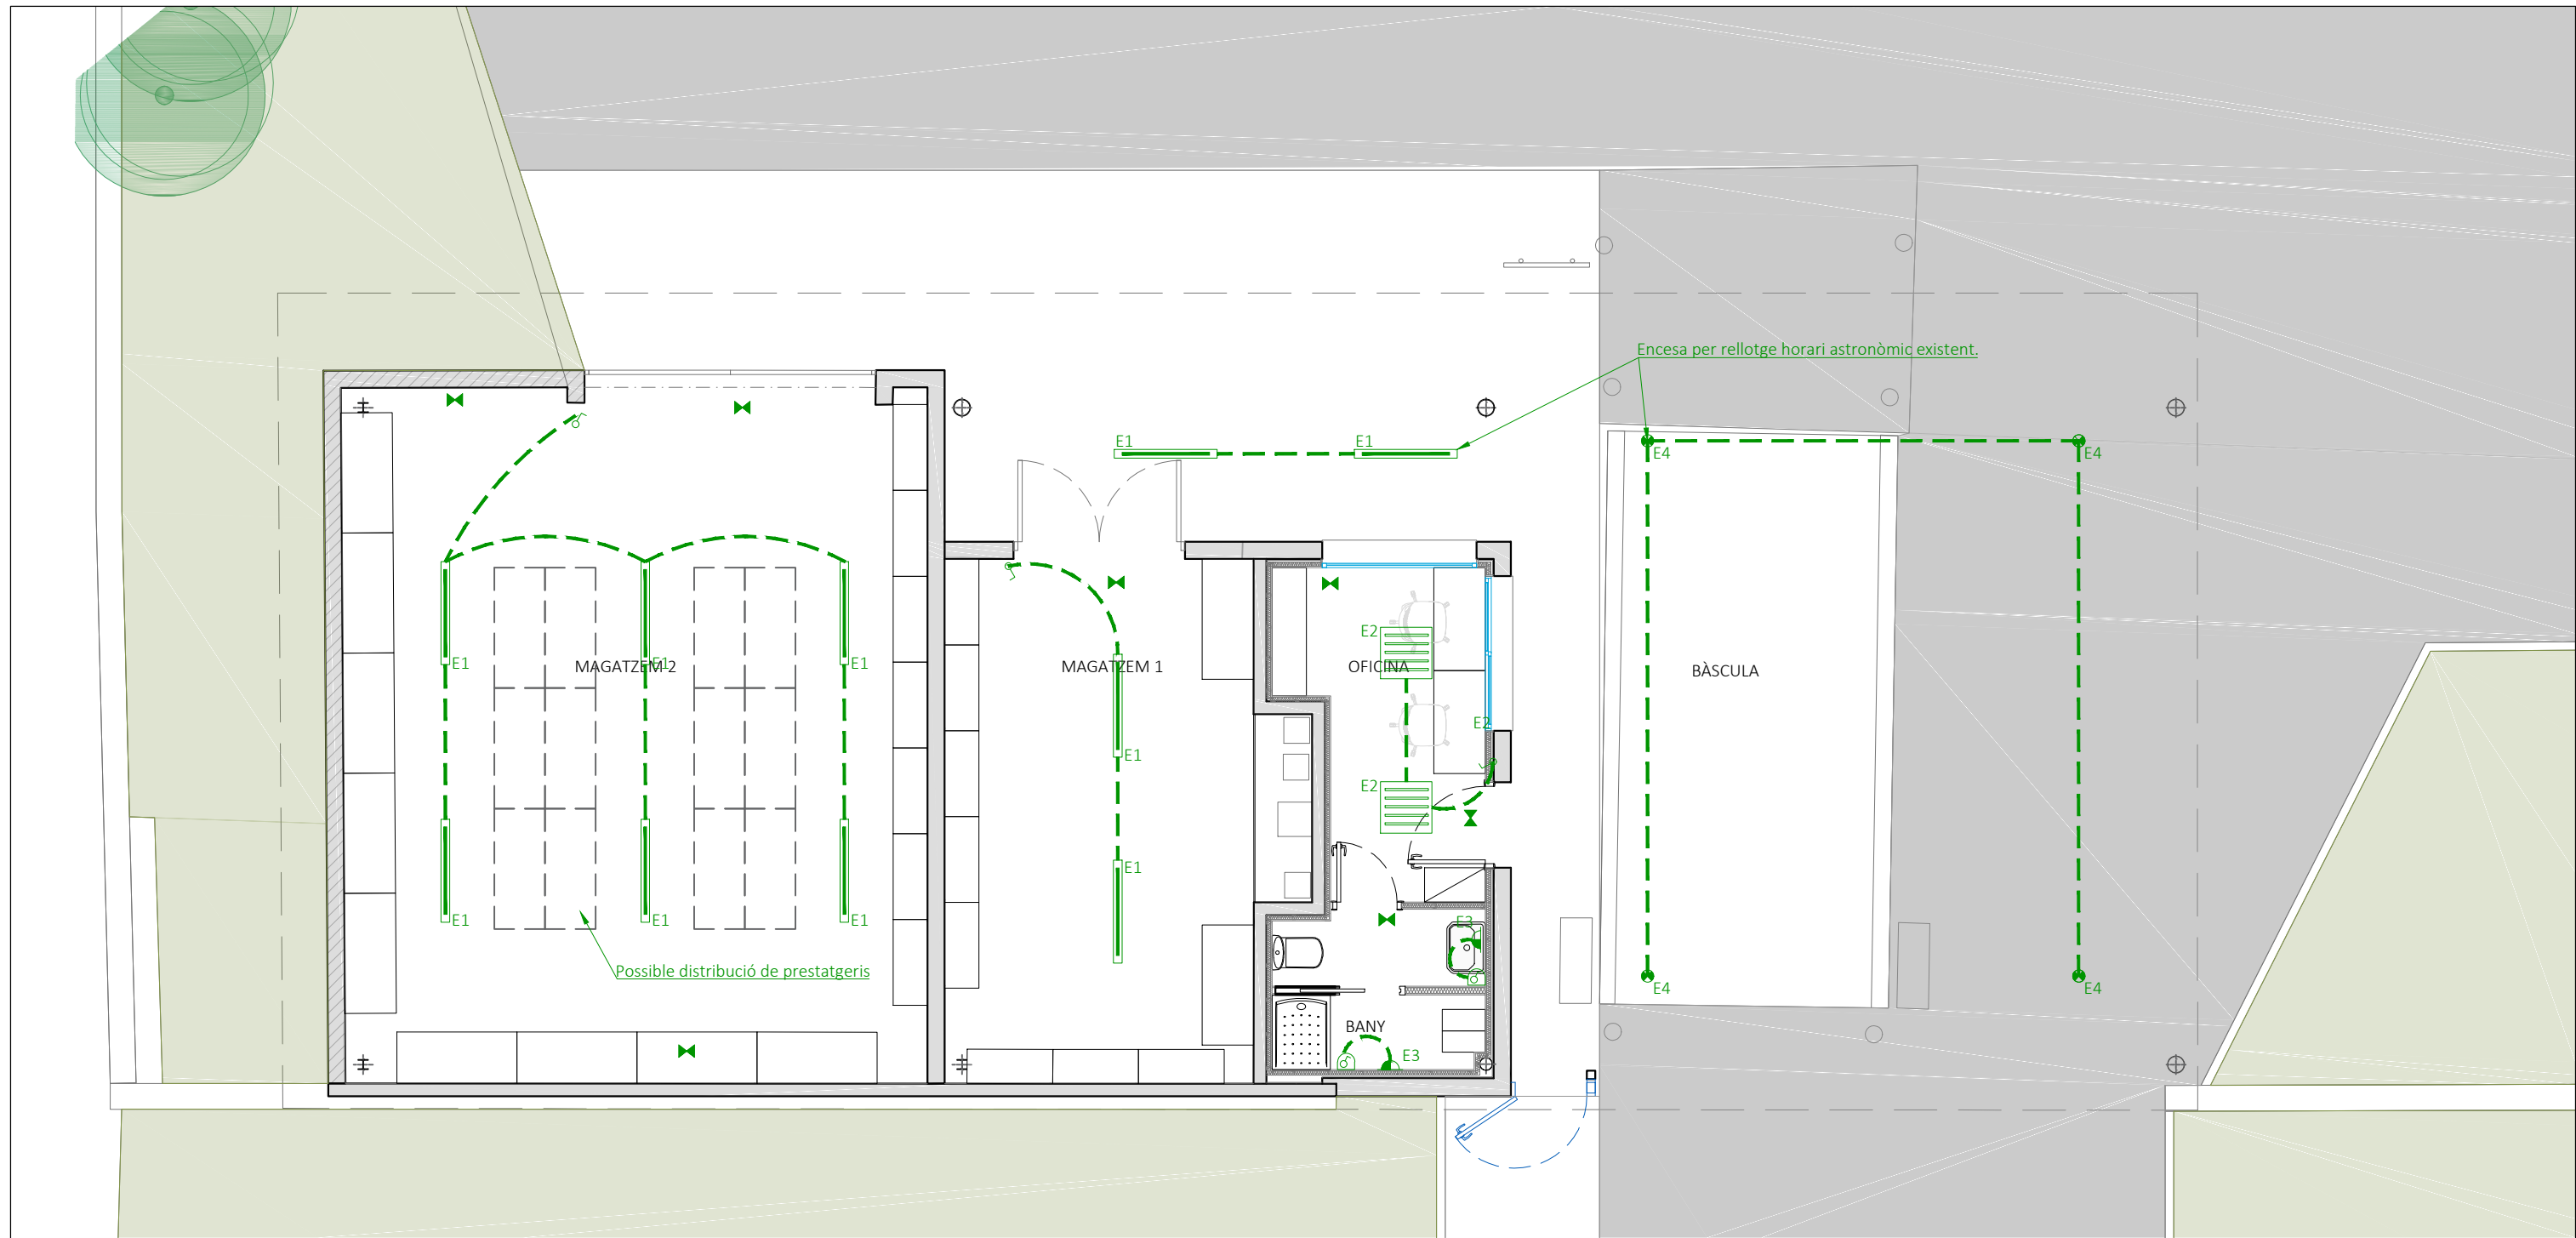 Encesa per rellotge horari astronòmic existent.
E1
E1
E4
E4
E2
E1
MAGATZEM 2
E1
E1
MAGATZEM 1
OFICINA
BÀSCULA
E2
E1
E2
E1
E1
E1
E1
E3
Possible distribució de prestatgeris
E4
E4
BANY
E3